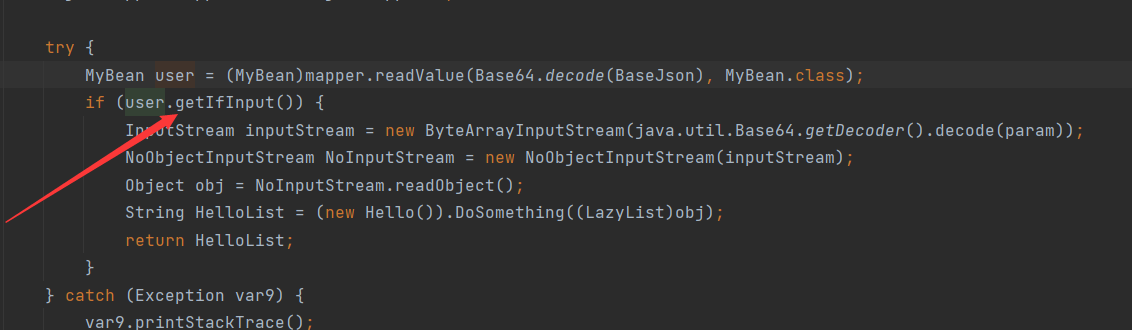 try {
MyBean user = (MyBean)mapper.readValue(Base64.decode(BaseJson), MyBean.class);
if (user.getIfInput()) {
InputStream inputStream = new ByteArrayInputStream(java.util.Base64.getDecoder().decode(param));
NoObjectInputStream NoInputStream = new NoObjectInputStream(inputStream);
Object obj = NoInputStream.readObject();
String HelloList = (new Hello()).DoSomething((LazyList)obj);
return HelloList;
}
} catch (Exception var9) {
var9.printStackTrace();